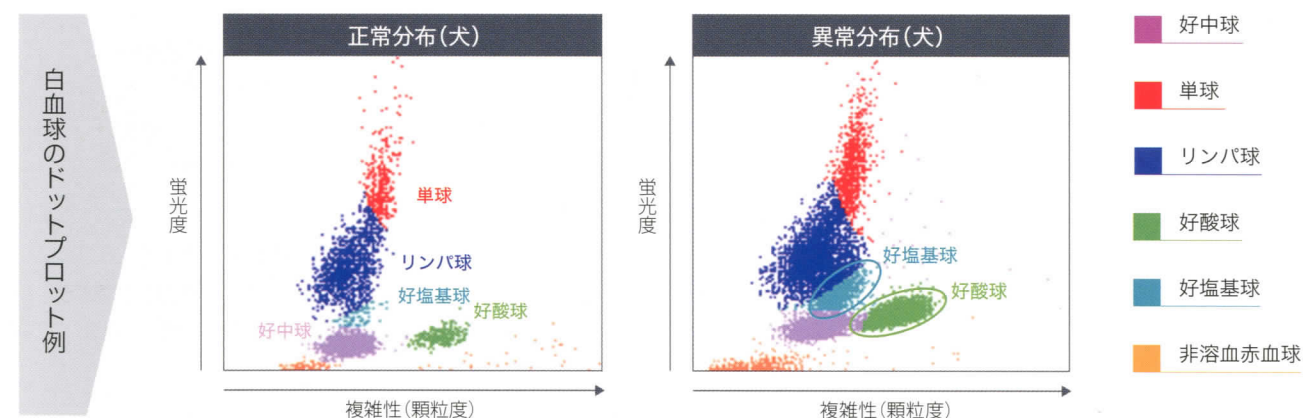 白血球のドットプロット例
正常分布(犬)
蛍光度
単球
リンパ球
好塩基球
好酸球
好中球
複雑性(顆粒度)
異常分布(犬)
蛍光度
好塩基球
好酸球
複雑性(顆粒度)
好中球
単球
リンパ球
好酸球
好塩基球
非溶血赤血球